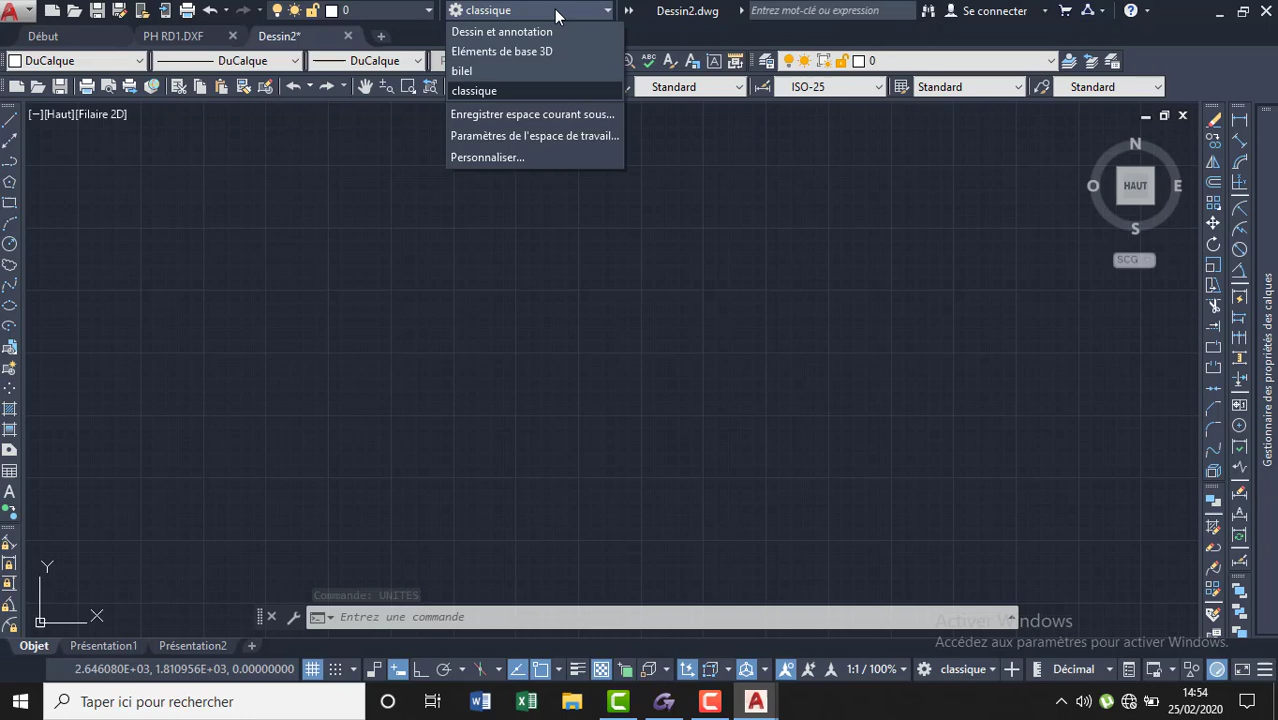 0
classique
Dessin2.dwg
Entrez mot-clé ou expression
Se connecter
Début
PH RD1.DXF
Dessin2*
Dessin et annotation
Eléments de base 3D
bilel
classique
Enregistrer espace courant sous...
Paramètres de l'espace de travail...
Personnaliser...
DuCalque
DuCalque
DuCalque
0
Standard
ISO-25
Standard
Standard
[−][Haut][Filaire 2D]
N
O
HAUT
E
S
SCG
Gestionnaire des propriétés des calques
Y
X
Commande: UNITES
Entrez une commande
Activer Windows
Accédez aux paramètres pour activer Windows.
Objet
Présentation1
Présentation2
2.646080E+03, 1.810956E+03, 0.00000000
1:1 / 100%
classique
Décimal
Taper ici pour rechercher
14:54
25/02/2020